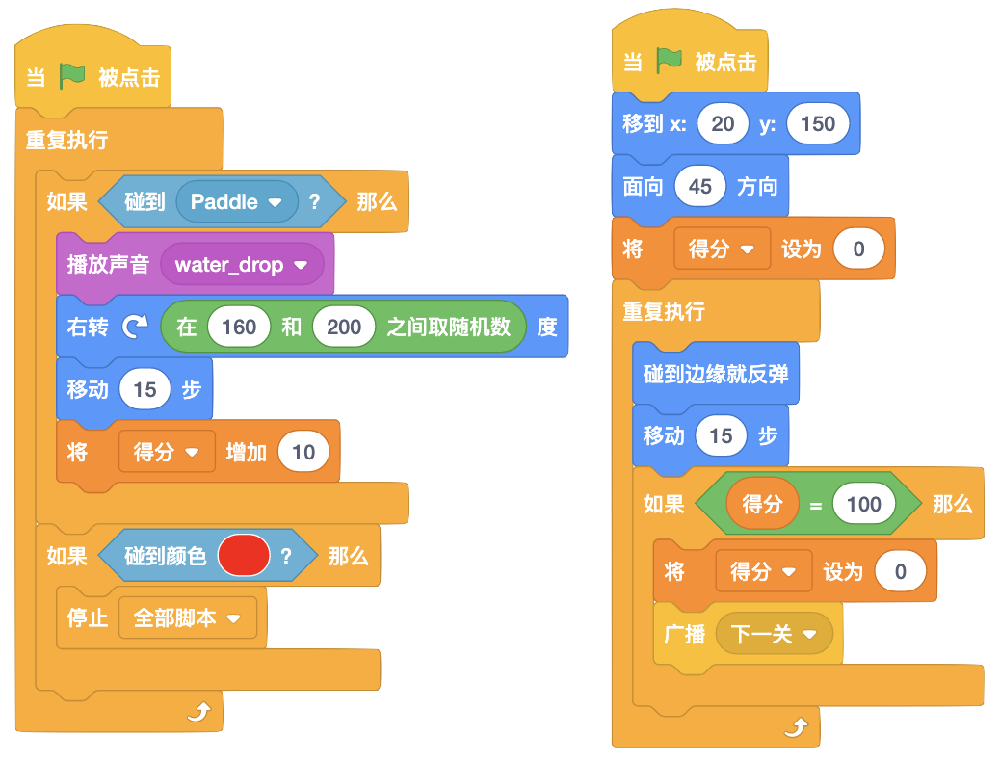 当 被点击
重复执行
如果 碰到 Paddle ? 那么
播放声音 water_drop
右转 在 160 和 200 之间取随机数 度
移动 15 步
将 得分 增加 10
如果 碰到颜色 ? 那么
停止 全部脚本
当 被点击
移到 x: 20 y: 150
面向 45 方向
将 得分 设为 0
重复执行
碰到边缘就反弹
移动 15 步
如果 得分 = 100 那么
将 得分 设为 0
广播 下一关